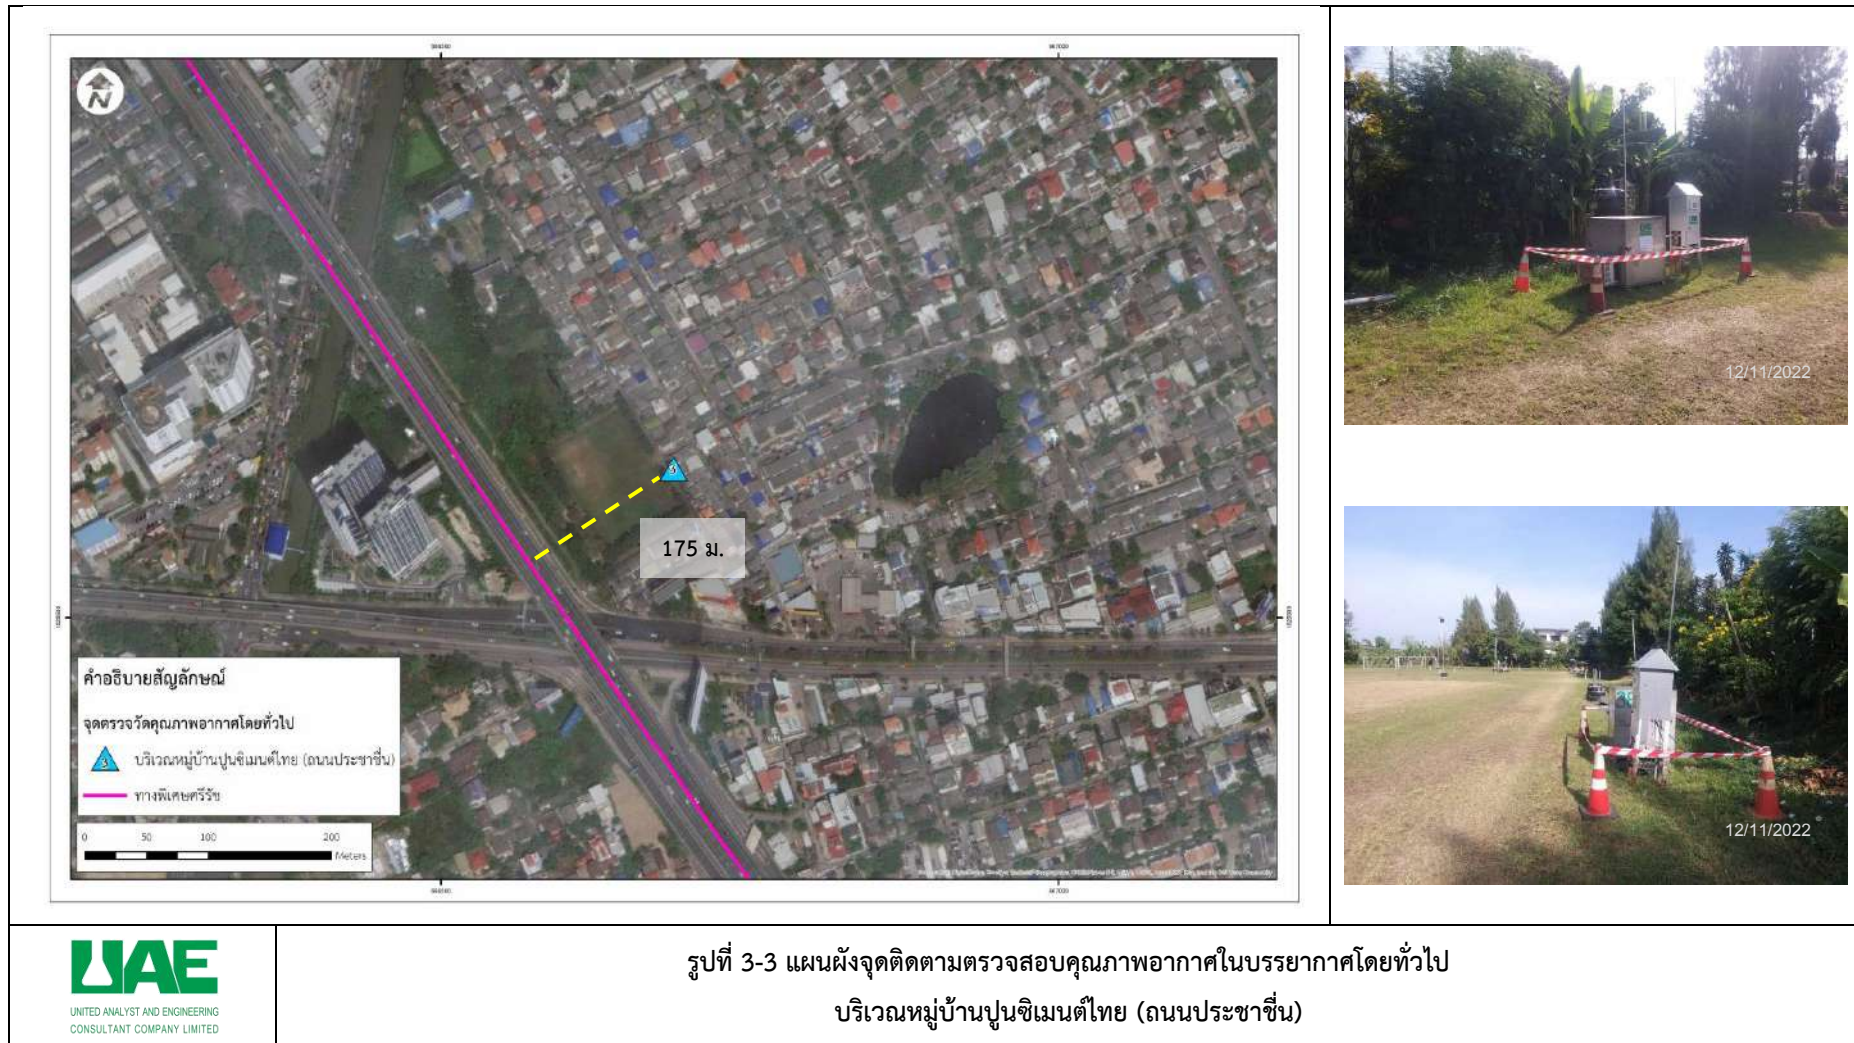 N
3
175 ม.
คำอธิบายสัญลักษณ์
จุดตรวจวัดคุณภาพอากาศโดยทั่วไป
3 บริเวณหมู่บ้านปูนซิเมนต์ไทย (ถนนประชาชื่น)
ทางพิเศษศรีรัช
0 50 100 200
Meters
12/11/2022
12/11/2022
UAE
UNITED ANALYST AND ENGINEERING
CONSULTANT COMPANY LIMITED
รูปที่ 3-3 แผนผังจุดติดตามตรวจสอบคุณภาพอากาศในบรรยากาศโดยทั่วไป
บริเวณหมู่บ้านปูนซิเมนต์ไทย (ถนนประชาชื่น)